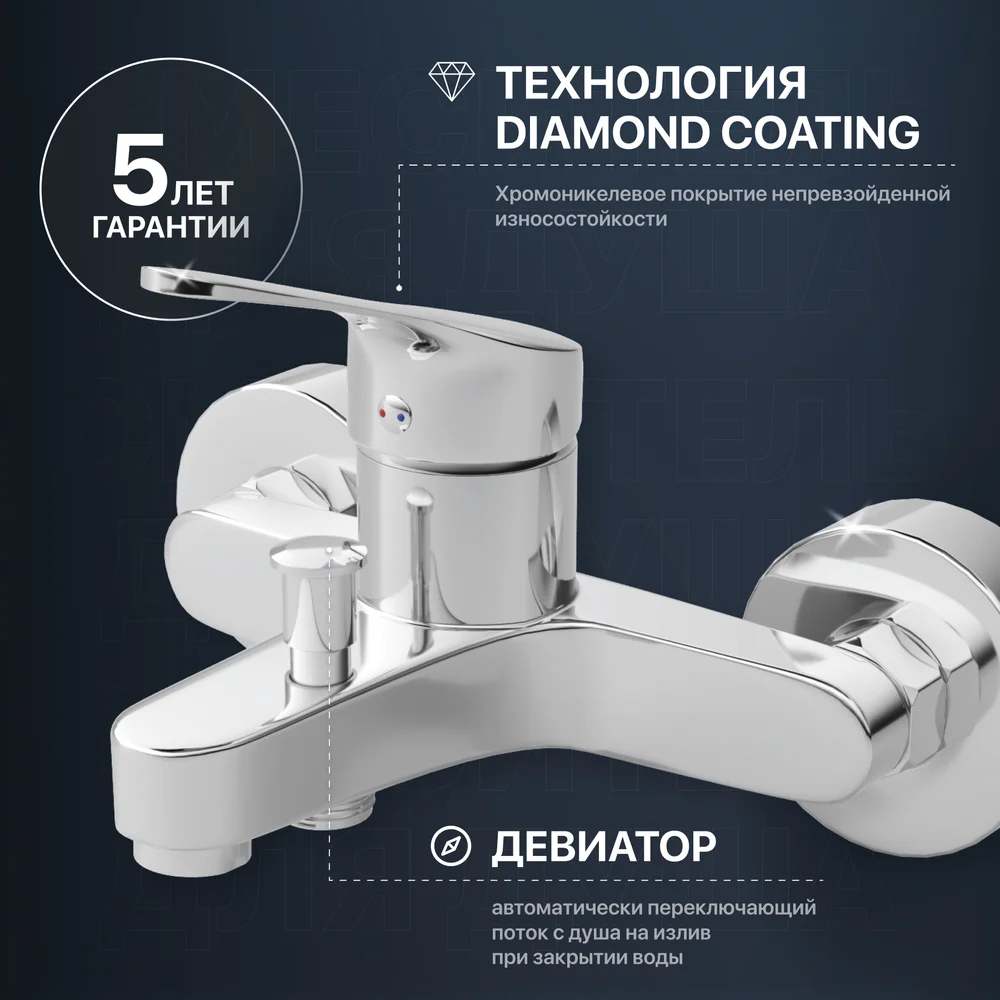 5 ЛЕТ
ГАРАНТИИ
ТЕХНОЛОГИЯ
DIAMOND COATING
Хромоникелевое покрытие непревзойденной
износостойкости
ДЕВИАТОР
автоматически переключающий
поток с душа на излив
при закрытии воды